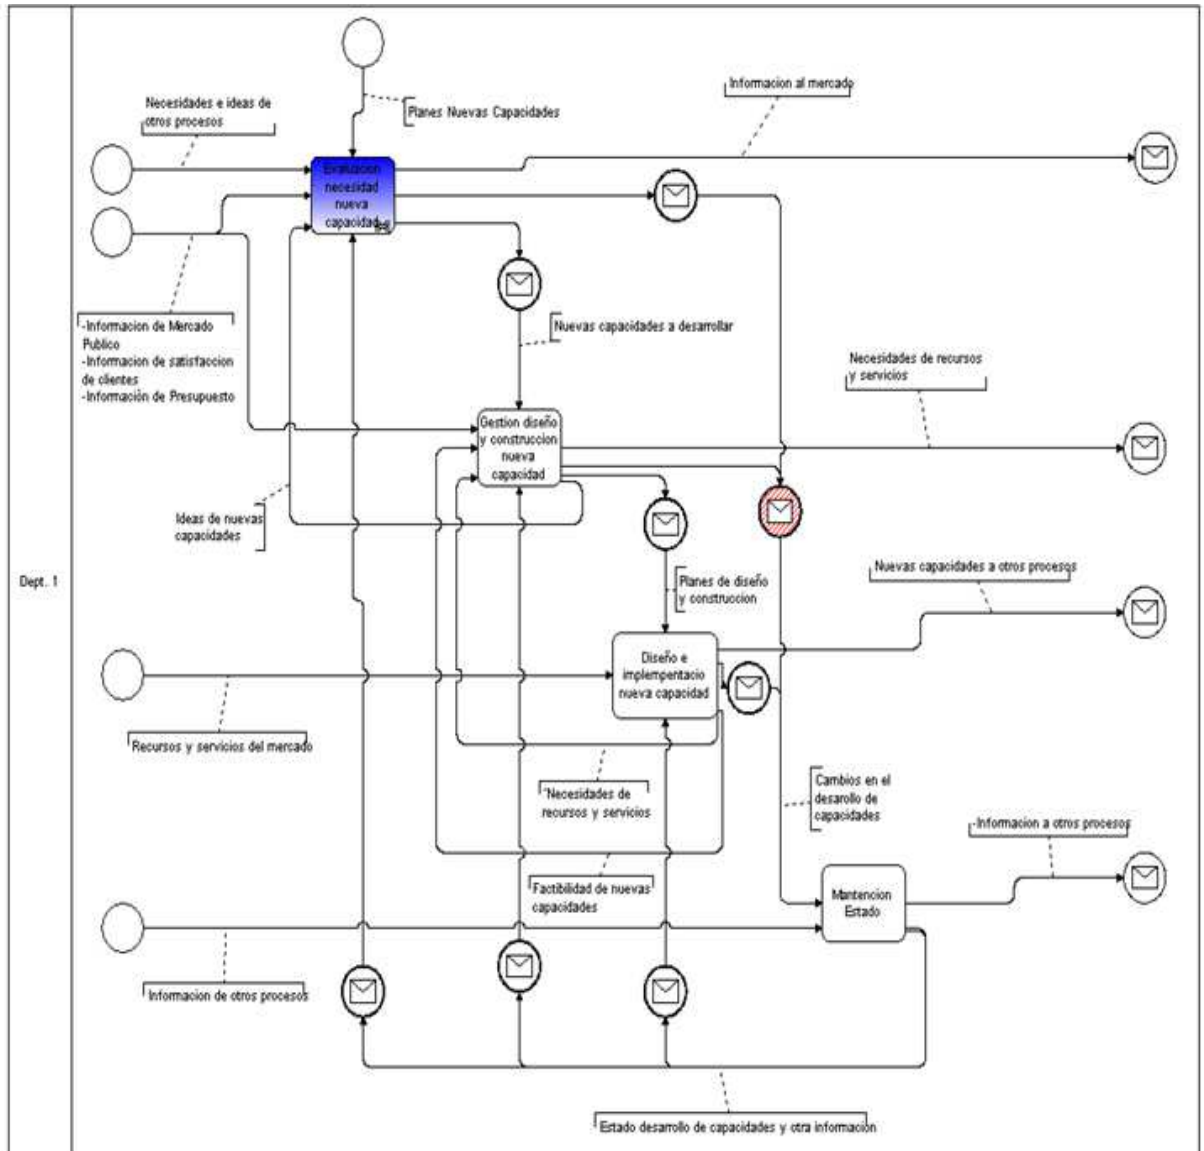 Informacion al mercado
Necesidades e ideas de
otros procesos
Planes Nuevas Capacidades
Evaluacion
necesidad
nueva
capacidad
-Informacion de Mercado
Publico
-Informacion de satisfaccion
de clientes
-Información de Presupuesto
Nuevas capacidades a desarrollar
Necesidades de recursos
y servicios
Gestion diseño
y construccion
nueva
capacidad
Ideas de nuevas
capacidades
Dept. 1
Planes de diseño
y construccion
Nuevas capacidades a otros procesos
Diseño e
implempentacio
nueva capacidad
Recursos y servicios del mercado
Necesidades de
recursos y servicios
Cambios en el
desarollo de
capacidades
-Informacion a otros procesos
Factibilidad de nuevas
capacidades
Mantencion
Estado
Informacion de otros procesos
Estado desarrollo de capacidades y otra información